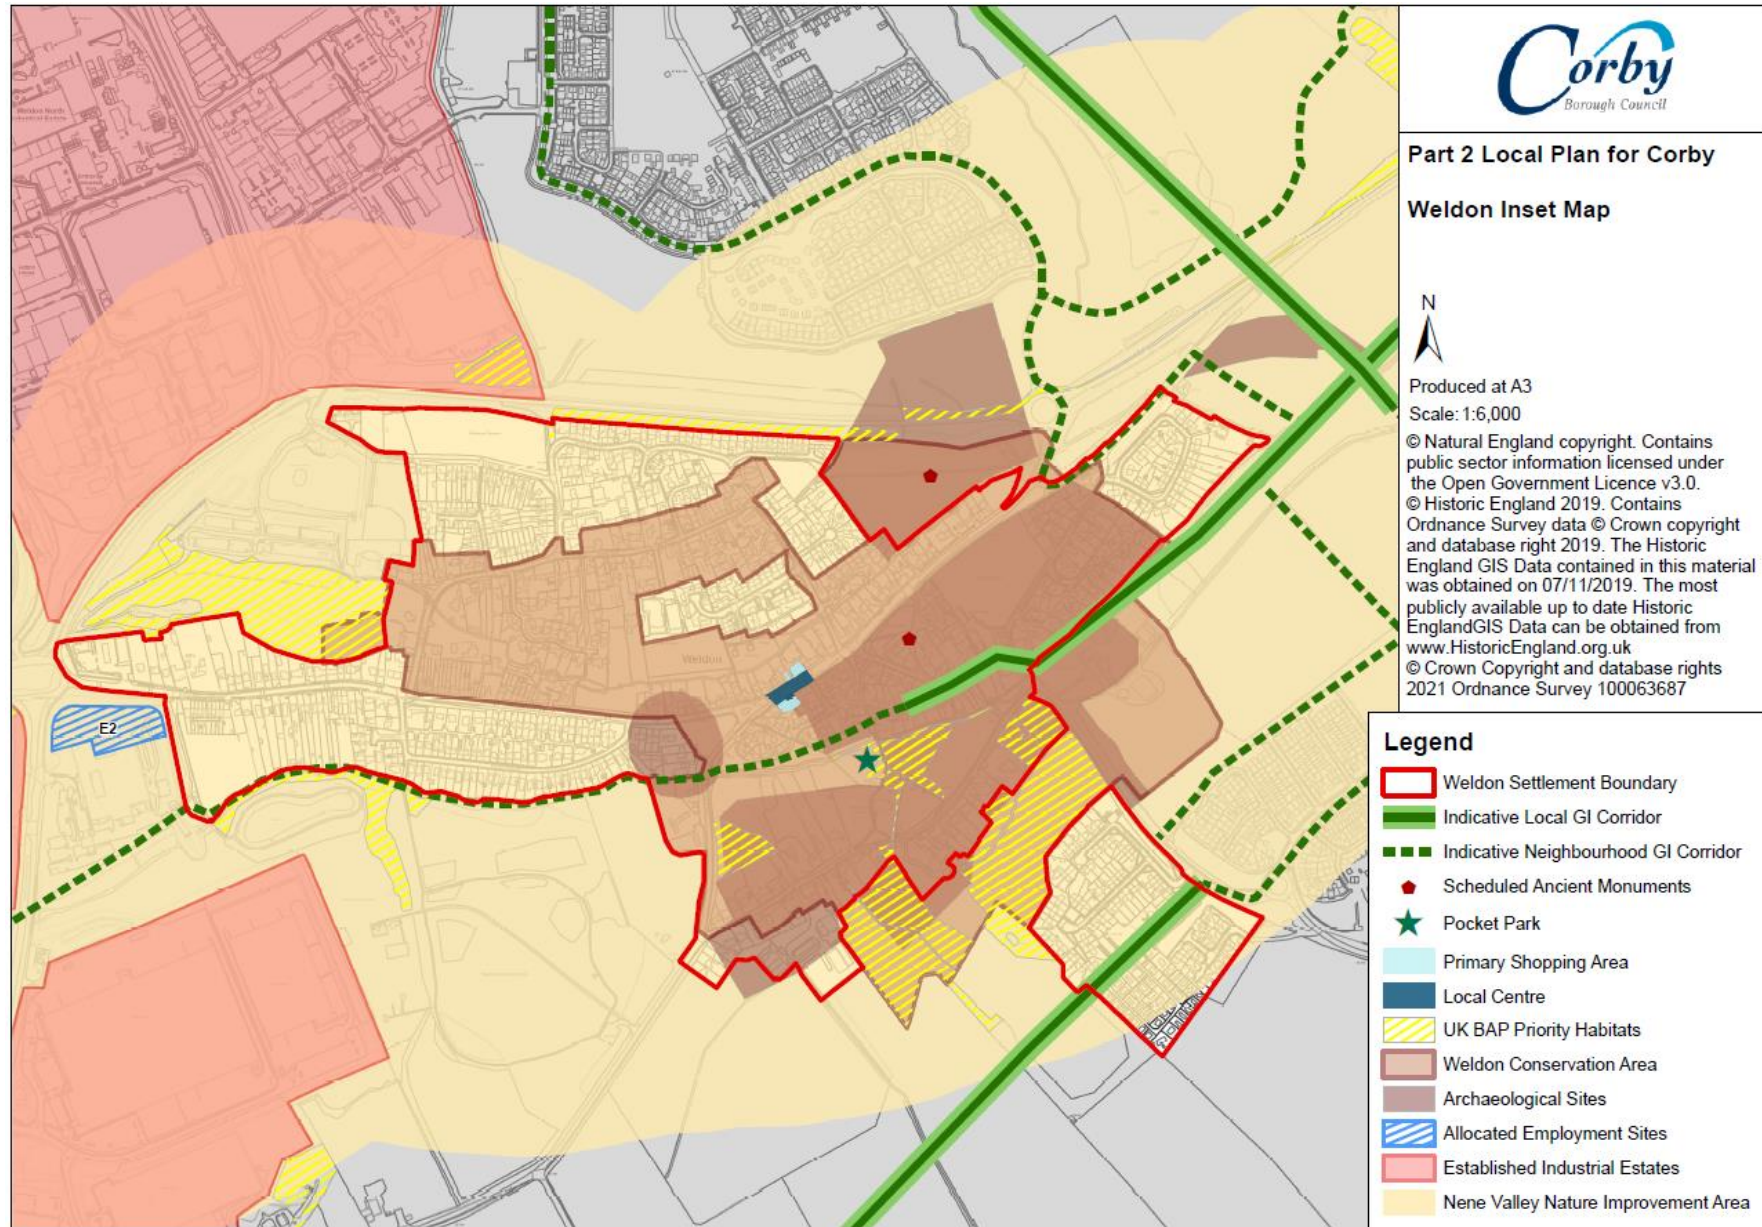 Corby
Borough Council
Part 2 Local Plan for Corby
Weldon Inset Map
N
Produced at A3
Scale: 1:6,000
© Natural England copyright. Contains
public sector information licensed under
the Open Government Licence v3.0.
© Historic England 2019. Contains
Ordnance Survey data © Crown copyright
and database right 2019. The Historic
England GIS Data contained in this material
was obtained on 07/11/2019. The most
publicly available up to date Historic
EnglandGIS Data can be obtained from
www.HistoricEngland.org.uk
© Crown Copyright and database rights
2021 Ordnance Survey 100063687
Legend
Weldon Settlement Boundary
Indicative Local GI Corridor
Indicative Neighbourhood GI Corridor
Scheduled Ancient Monuments
Pocket Park
Primary Shopping Area
Local Centre
UK BAP Priority Habitats
Weldon Conservation Area
Archaeological Sites
Allocated Employment Sites
Established Industrial Estates
Nene Valley Nature Improvement Area
Weldon
E2